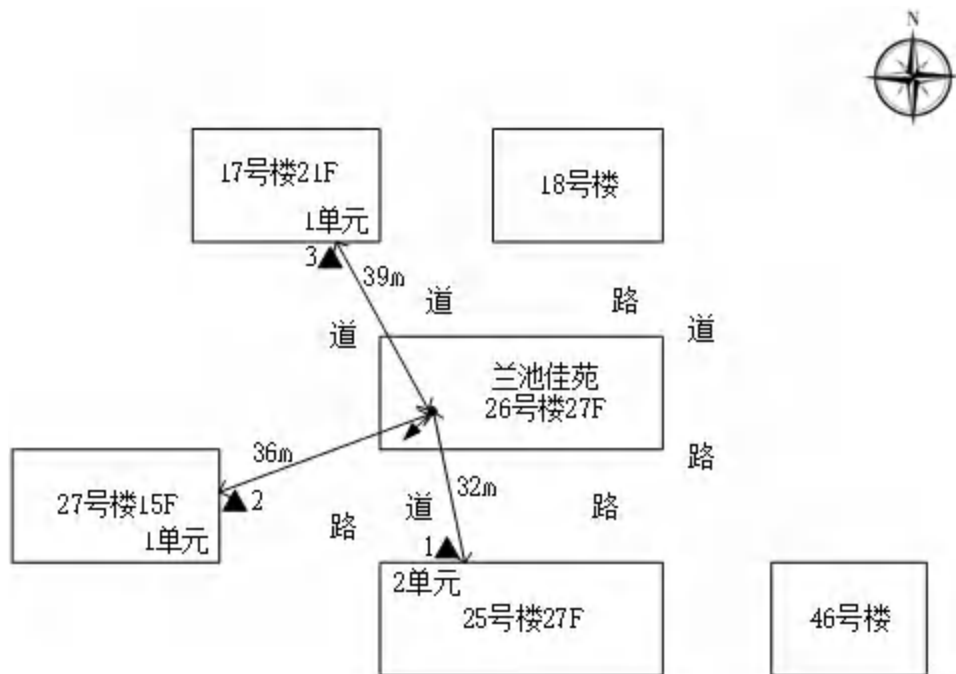 N
17号楼21F
1单元
18号楼
3
39m
道
路
道
道
兰池佳苑
26号楼27F
36m
32m
路
27号楼15F
2
1单元
路
道
路
1
2单元
25号楼27F
46号楼